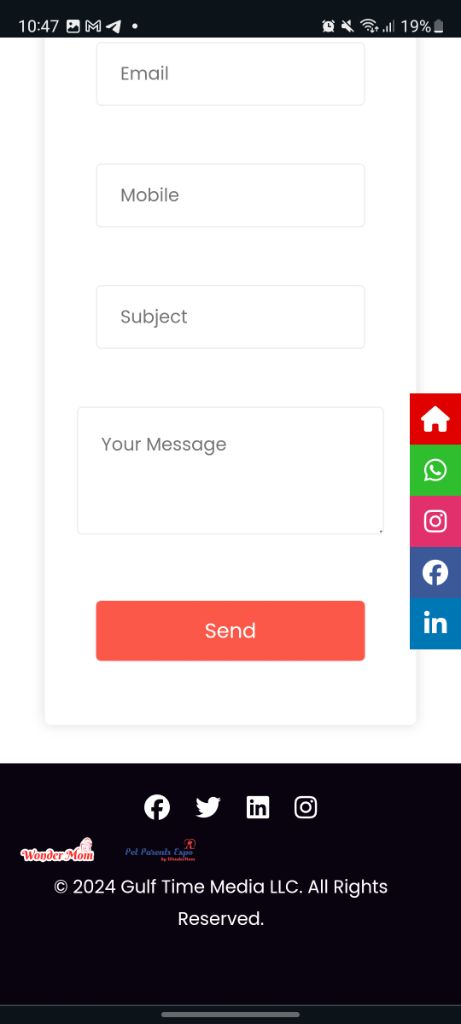 10:47
19%
Email
Mobile
Subject
Your Message
Send
Wonder Mom
Pet Parents Expo
by WonderMom
© 2024 Gulf Time Media LLC. All Rights
Reserved.